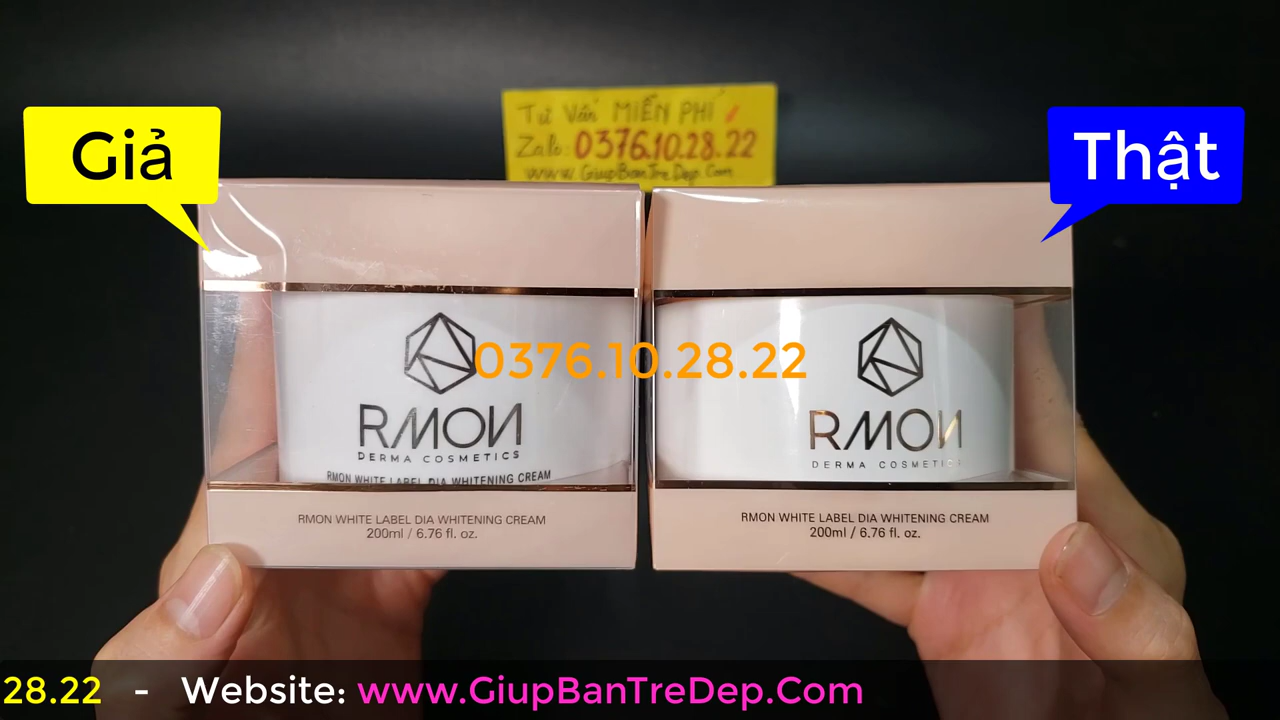 Giả
Tư Vấn MIỄN PHÍ
Zalo: 0376.10.28.22
www.GiupBanTreDep.Com
Thật
0376.10.28.22
RMON
DERMA COSMETICS
RMON WHITE LABEL DIA WHITENING CREAM
RMON WHITE LABEL DIA WHITENING CREAM
200ml / 6.76 fl. oz.
RMON
DERMA COSMETICS
RMON WHITE LABEL DIA WHITENING CREAM
200ml / 6.76 fl. oz.
28.22 - Website: www.GiupBanTreDep.Com